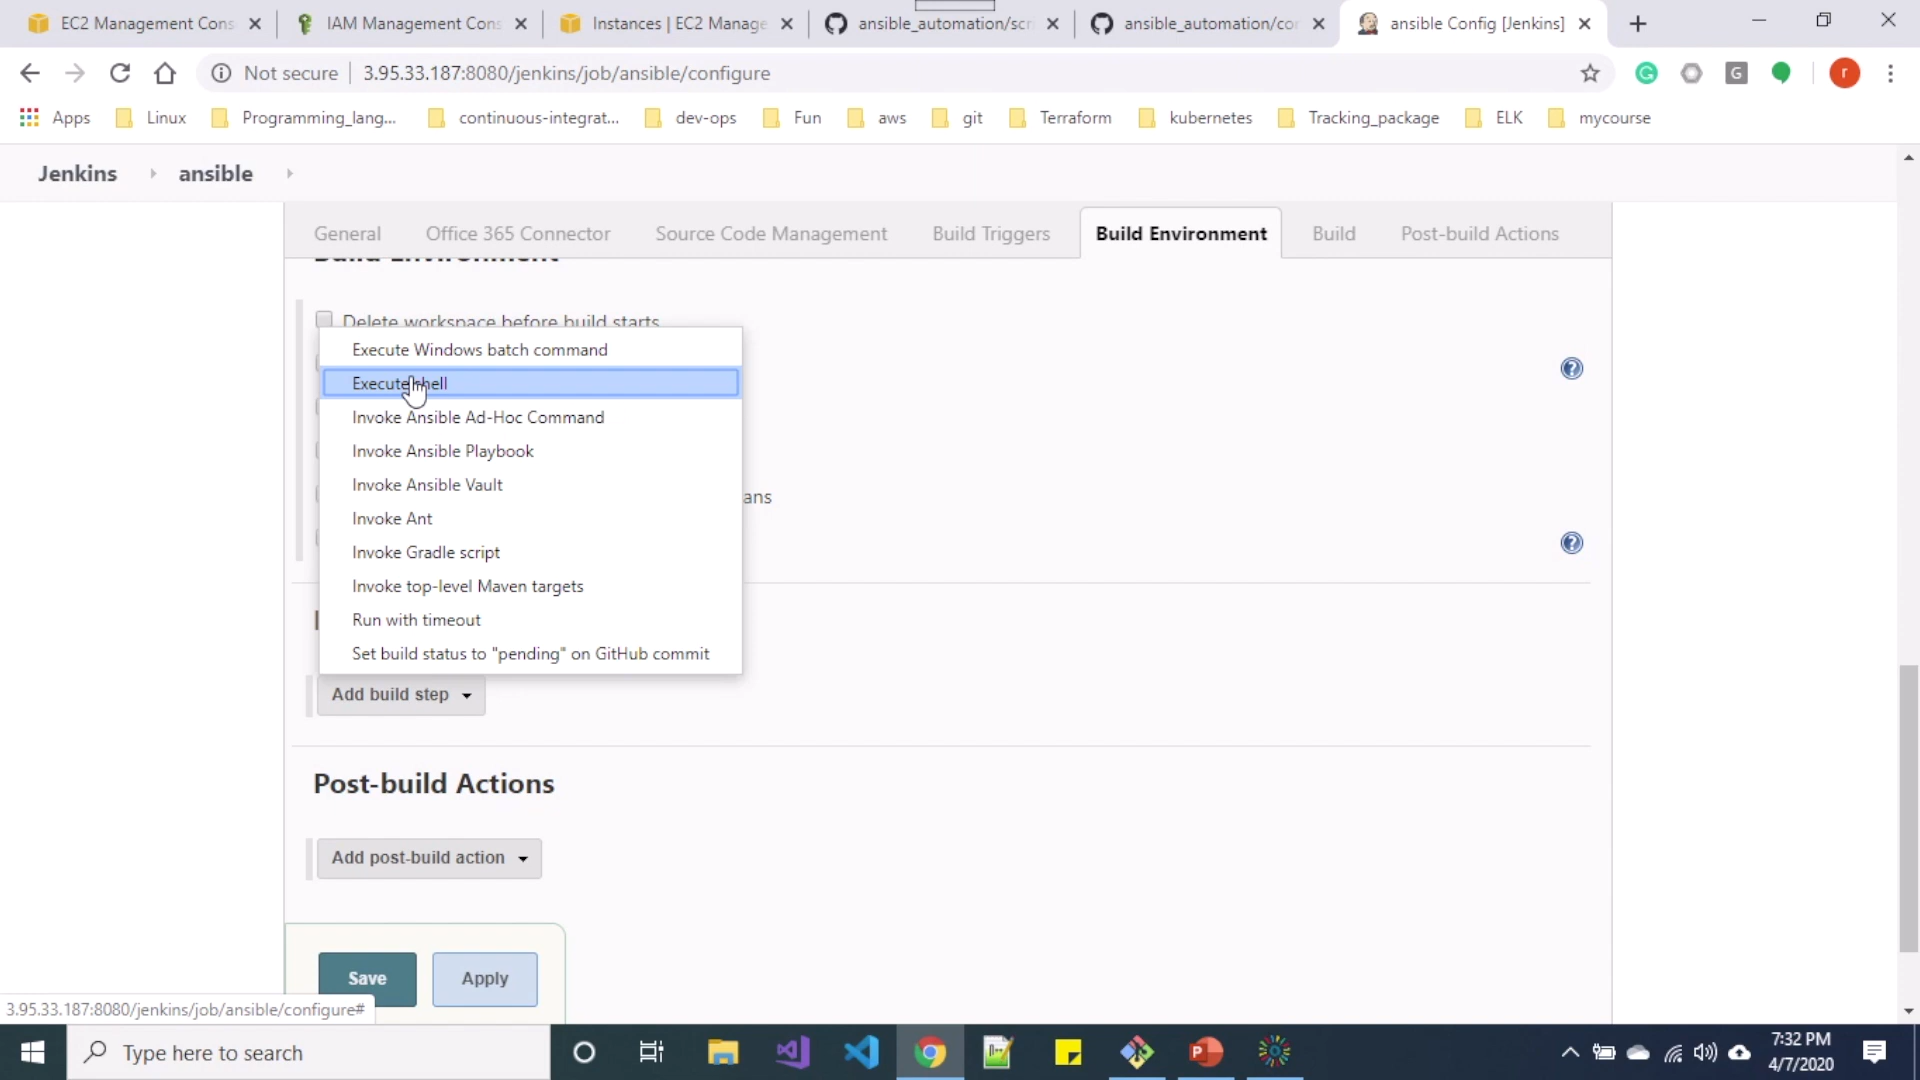 EC2 Management Cons
IAM Management Cons
Instances | EC2 Manage
ansible_automation/scri
ansible_automation/cor
ansible Config [Jenkins]
Not secure
3.95.33.187:8080/jenkins/job/ansible/configure
G
r
Apps
Linux
Programming_lang...
continuous-integrat...
dev-ops
Fun
aws
git
Terraform
kubernetes
Tracking_package
ELK
mycourse
Jenkins
ansible
General
Office 365 Connector
Source Code Management
Build Triggers
Build Environment
Build
Post-build Actions
Build Environment
Delete workspace before build starts
Execute Windows batch command
Execute shell
Invoke Ansible Ad-Hoc Command
Invoke Ansible Playbook
Invoke Ansible Vault
ans
Invoke Ant
Invoke Gradle script
Invoke top-level Maven targets
Run with timeout
Set build status to "pending" on GitHub commit
Add build step
Post-build Actions
Add post-build action
Save
Apply
3.95.33.187:8080/jenkins/job/ansible/configure#
Type here to search
7:32 PM
4/7/2020